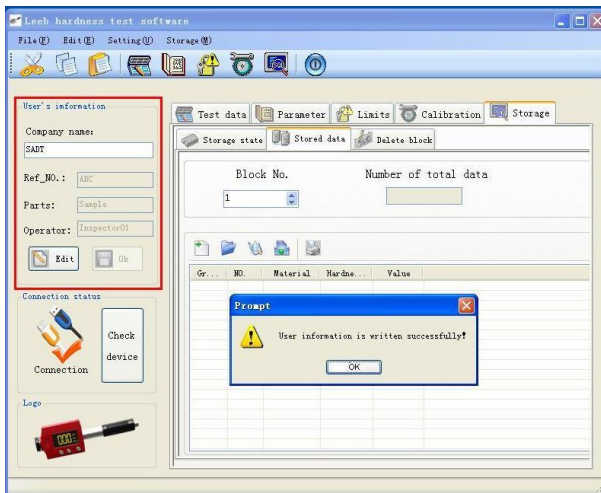 Leeb hardness test software
File(F) Edit(E) Setting(U) Storage(M)
User's information
Company name:
SADT
Ref_NO.: ABC
Parts: Sample
Operator: Inspector01
Edit Ok
Connection status
Connection
Check
device
Logo
Test data Parameter Limits Calibration Storage
Storage state Stored data Delete block
Block No. Number of total data
1
Gr... NO. Material Hardne... Value
Prompt
User information is written successfully!
OK